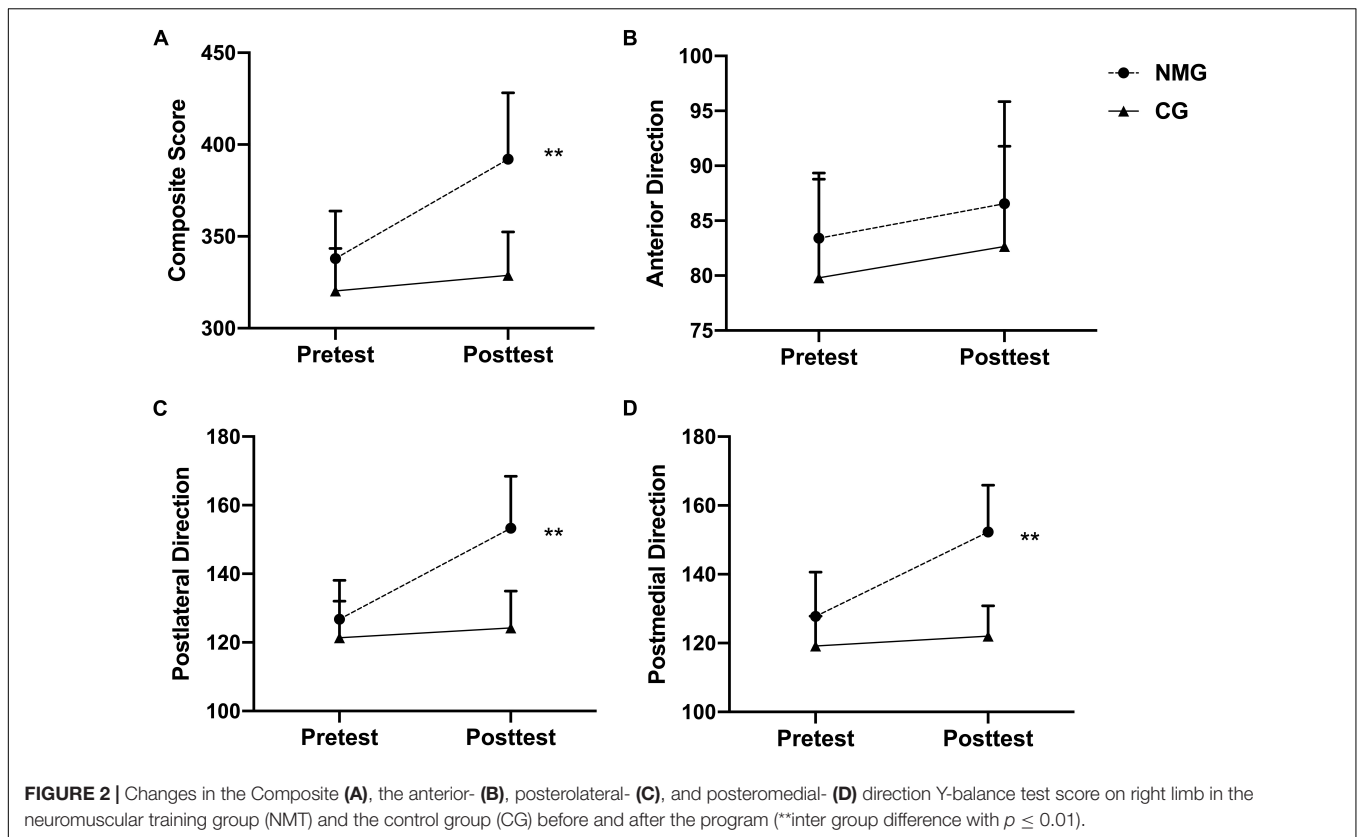 A
450
400
350
300
Composite Score
Pretest
Posttest
**
B
100
95
90
85
80
75
Anterior Direction
Pretest
Posttest
NMG
CG
C
180
160
140
120
100
Postlateral Direction
Pretest
Posttest
**
D
180
160
140
120
100
Postmedial Direction
Pretest
Posttest
**
FIGURE 2 | Changes in the Composite (A), the anterior- (B), posterolateral- (C), and posteromedial- (D) direction Y-balance test score on right limb in the
neuromuscular training group (NMT) and the control group (CG) before and after the program (**inter group difference with p ≤ 0.01).